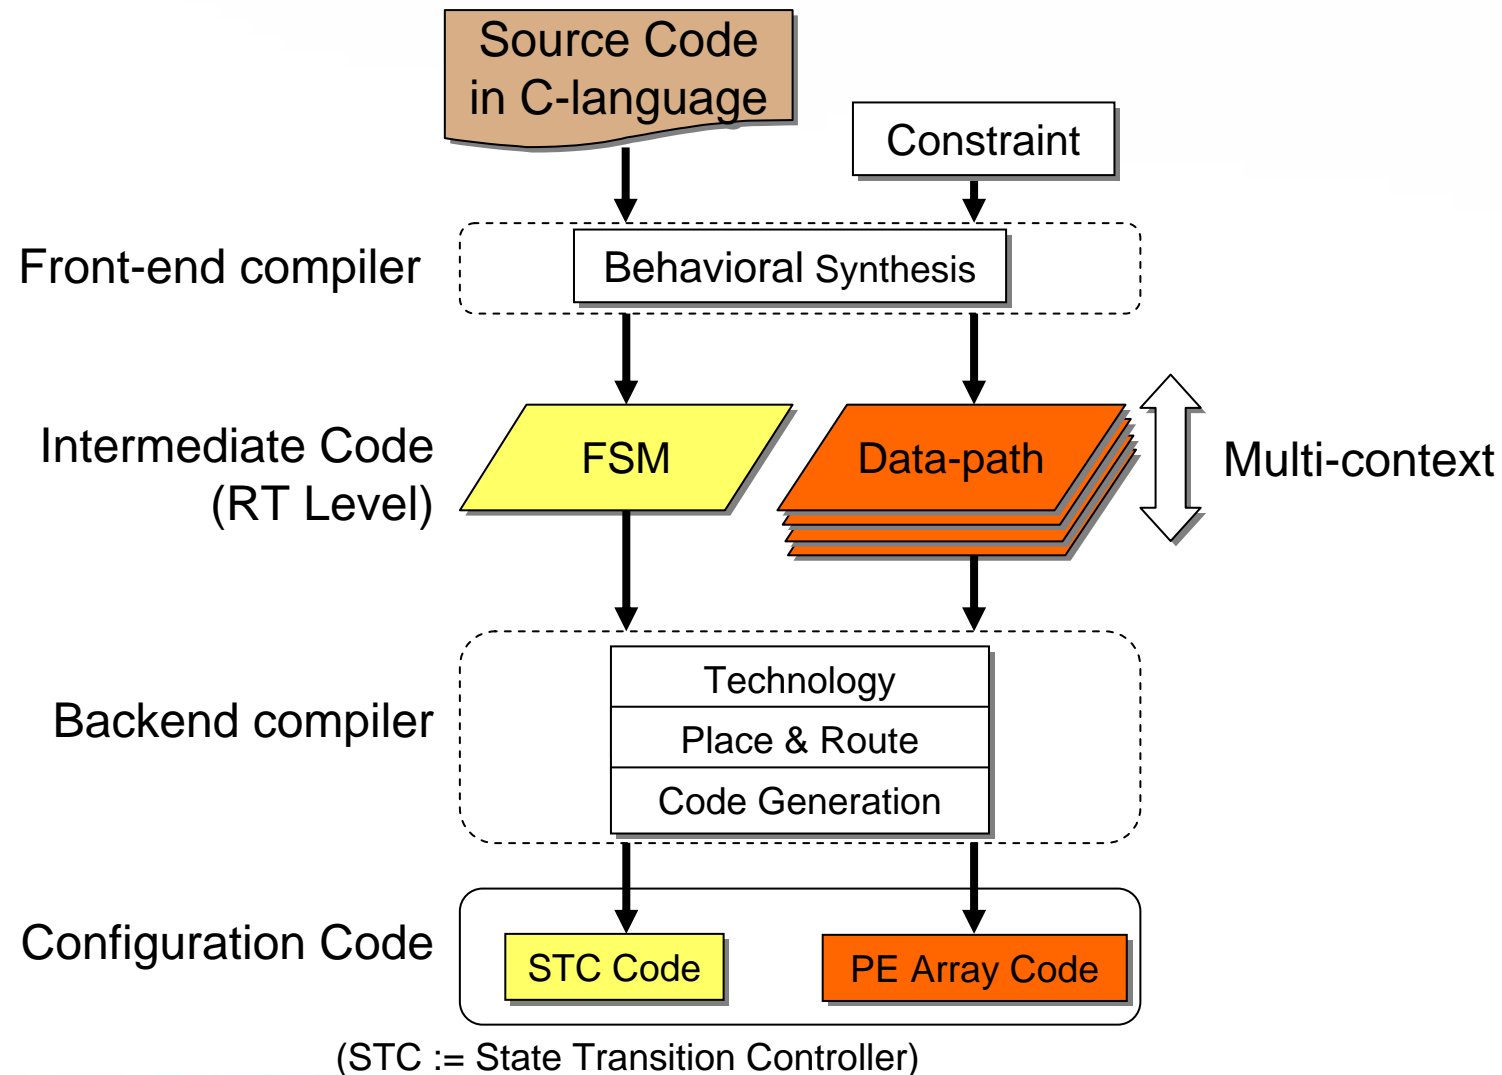 Source Code
in C-language
Constraint
Front-end compiler
Behavioral Synthesis
Intermediate Code
(RT Level)
FSM
Data-path
Multi-context
Backend compiler
Technology
Place & Route
Code Generation
Configuration Code
STC Code
PE Array Code
(STC := State Transition Controller)